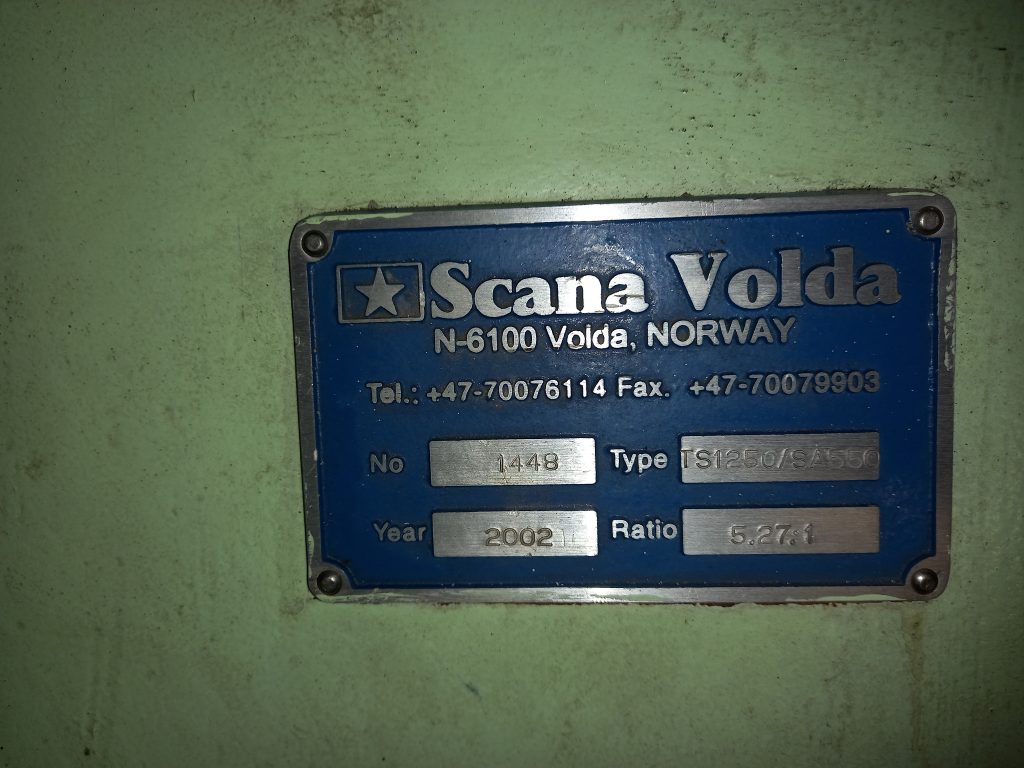 Scana Volda
N-6100 Volda, NORWAY
Tel.: +47-70076114 Fax. +47-70079903
No 1448 Type TS1250/SA550
Year 2002 Ratio 5.27:1